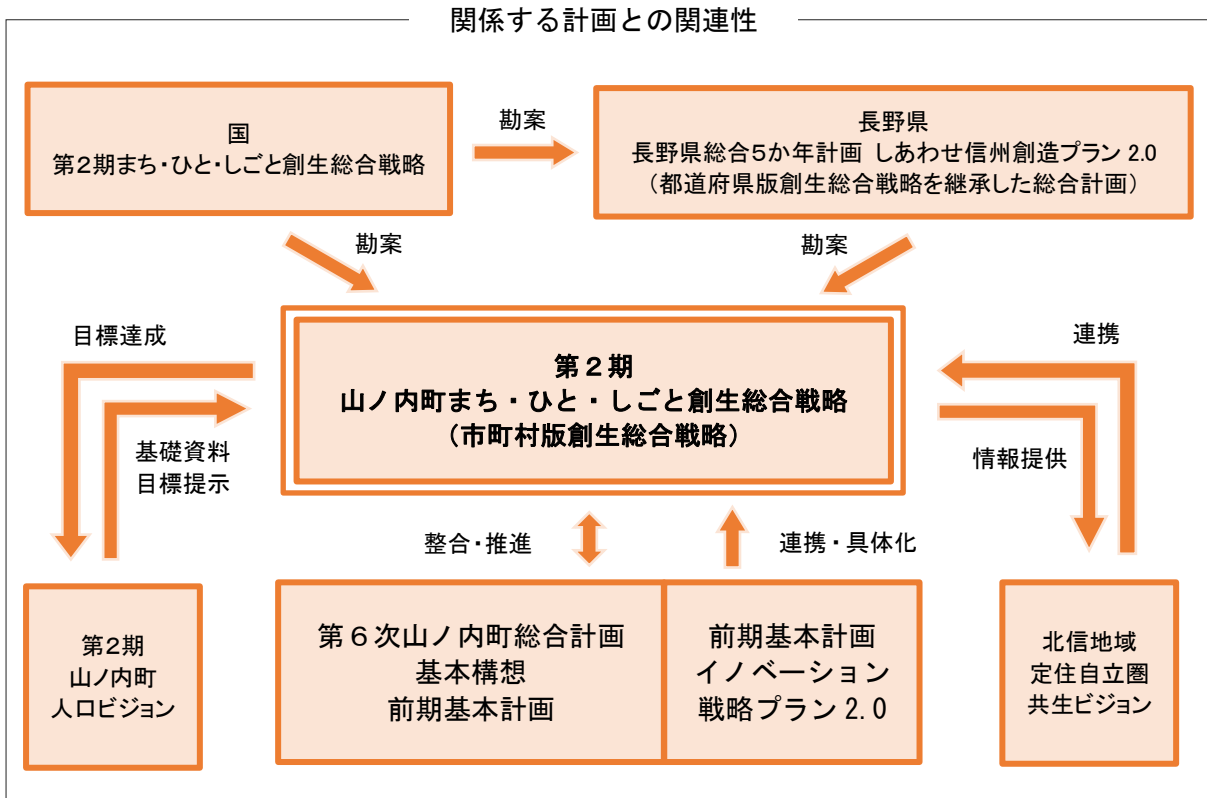 関係する計画との関連性
国
第2期まち・ひと・しごと創生総合戦略
勘案
長野県
長野県総合5か年計画 しあわせ信州創造プラン 2.0
（都道府県版創生総合戦略を継承した総合計画）
勘案
勘案
目標達成
第２期
山ノ内町まち・ひと・しごと創生総合戦略
（市町村版創生総合戦略）
連携
基礎資料
目標提示
情報提供
整合・推進
連携・具体化
第2期
山ノ内町
人口ビジョン
第６次山ノ内町総合計画
基本構想
前期基本計画
前期基本計画
イノベーション
戦略プラン 2.0
北信地域
定住自立圏
共生ビジョン